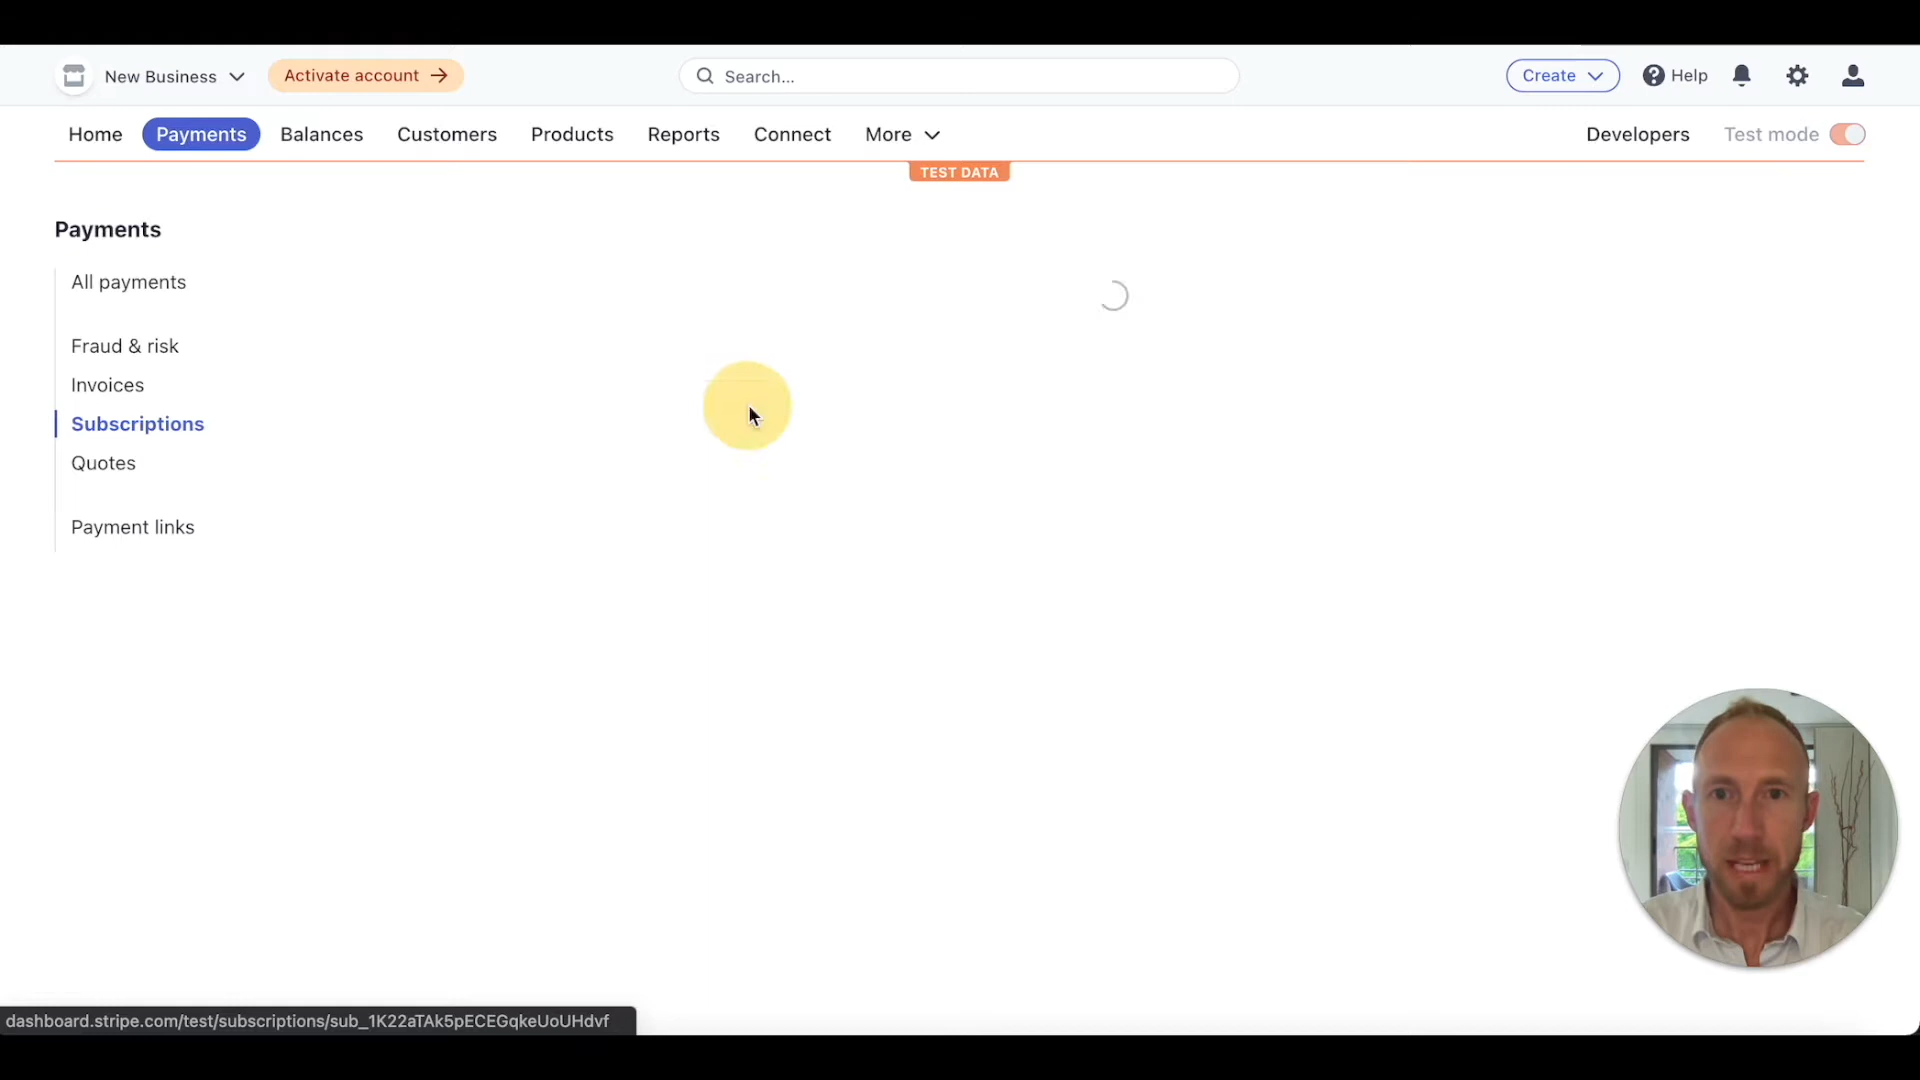 New Business
Activate account
Search...
Create
Help
Home
Payments
Balances
Customers
Products
Reports
Connect
More
Developers
Test mode
TEST DATA
Payments
All payments
Fraud & risk
Invoices
Subscriptions
Quotes
Payment links
dashboard.stripe.com/test/subscriptions/sub_1K22aTAk5pECEGqkeUoUHdvf